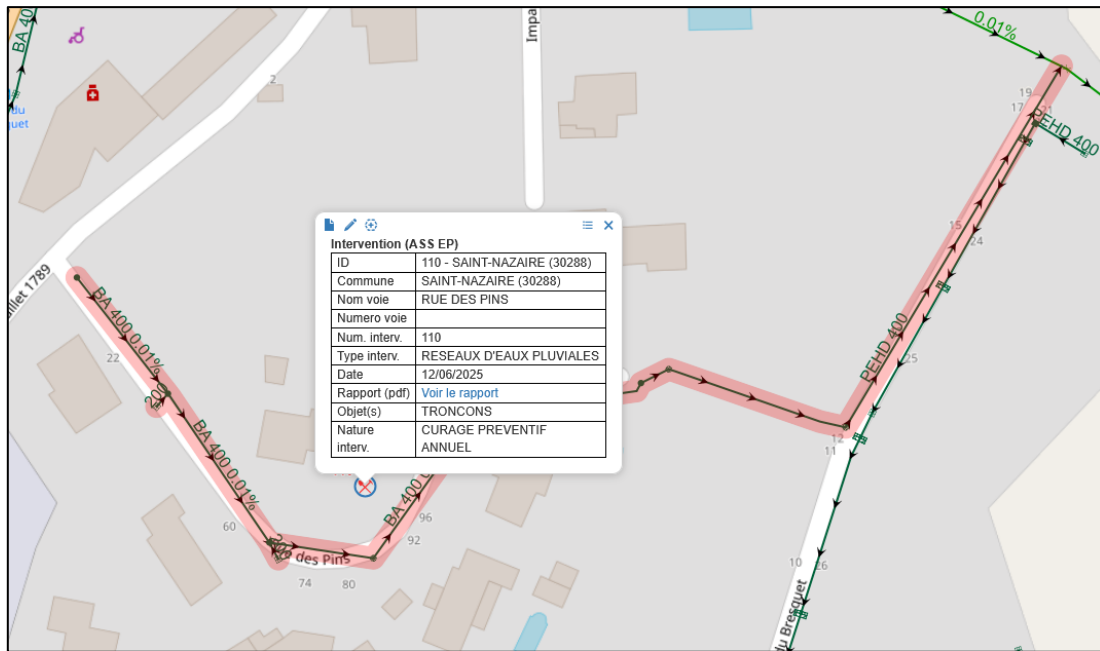 BA 40
0.01%
Impa
2
du
quet
19
17
21
PEHD 400
15
24
illet 1789
BA 400 0.01%
22
200
BA 400 0.01%
60
des Pins
74
80
92
96
BA 400 0
PEHD 400
25
12
11
10
26
du Bresquet
Intervention (ASS EP)
ID 110 - SAINT-NAZAIRE (30288)
Commune SAINT-NAZAIRE (30288)
Nom voie RUE DES PINS
Numero voie
Num. interv. 110
Type interv. RESEAUX D'EAUX PLUVIALES
Date 12/06/2025
Rapport (pdf) Voir le rapport
Objet(s) TRONCONS
Nature CURAGE PREVENTIF
interv. ANNUEL